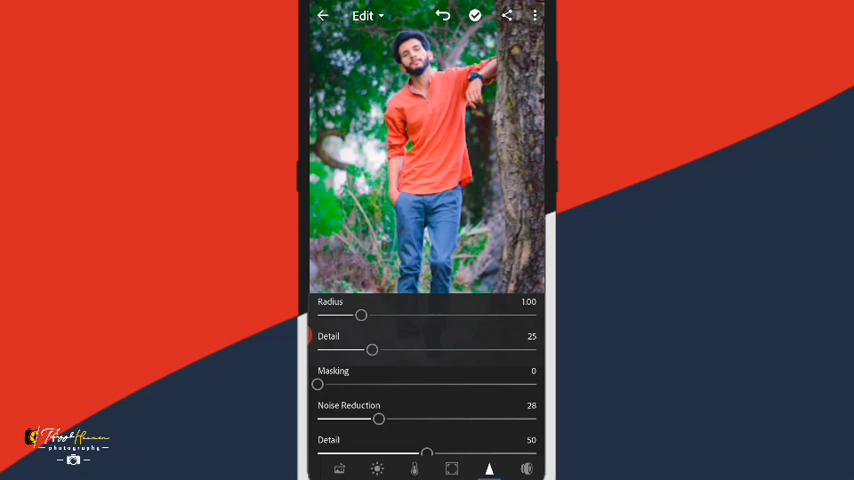 Edit
Radius 1.00
Detail 25
Masking 0
Noise Reduction 28
Detail 50
photography